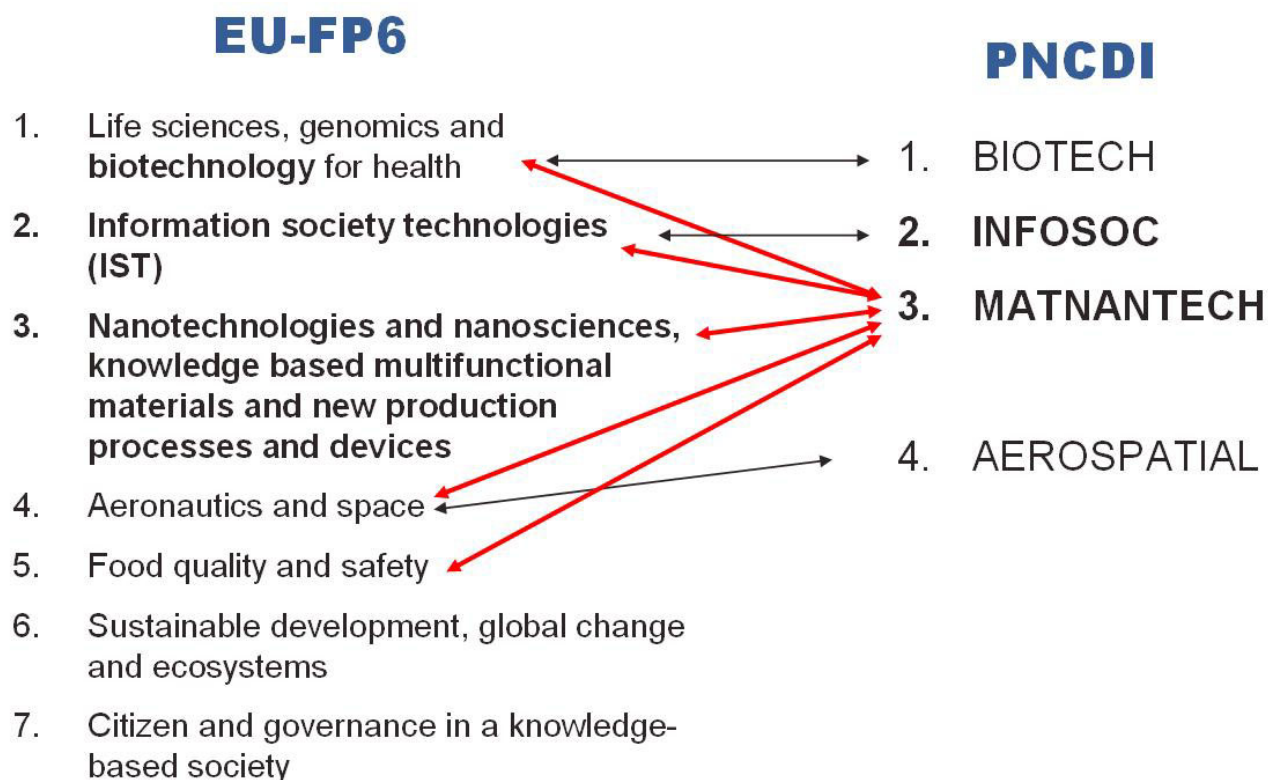 EU-FP6
1. Life sciences, genomics and
biotechnology for health
2. Information society technologies
(IST)
3. Nanotechnologies and nanosciences,
knowledge based multifunctional
materials and new production
processes and devices
4. Aeronautics and space
5. Food quality and safety
6. Sustainable development, global change
and ecosystems
7. Citizen and governance in a knowledge-
based society
PNCDI
1. BIOTECH
2. INFOSOC
3. MATNANTECH
4. AEROSPATIAL